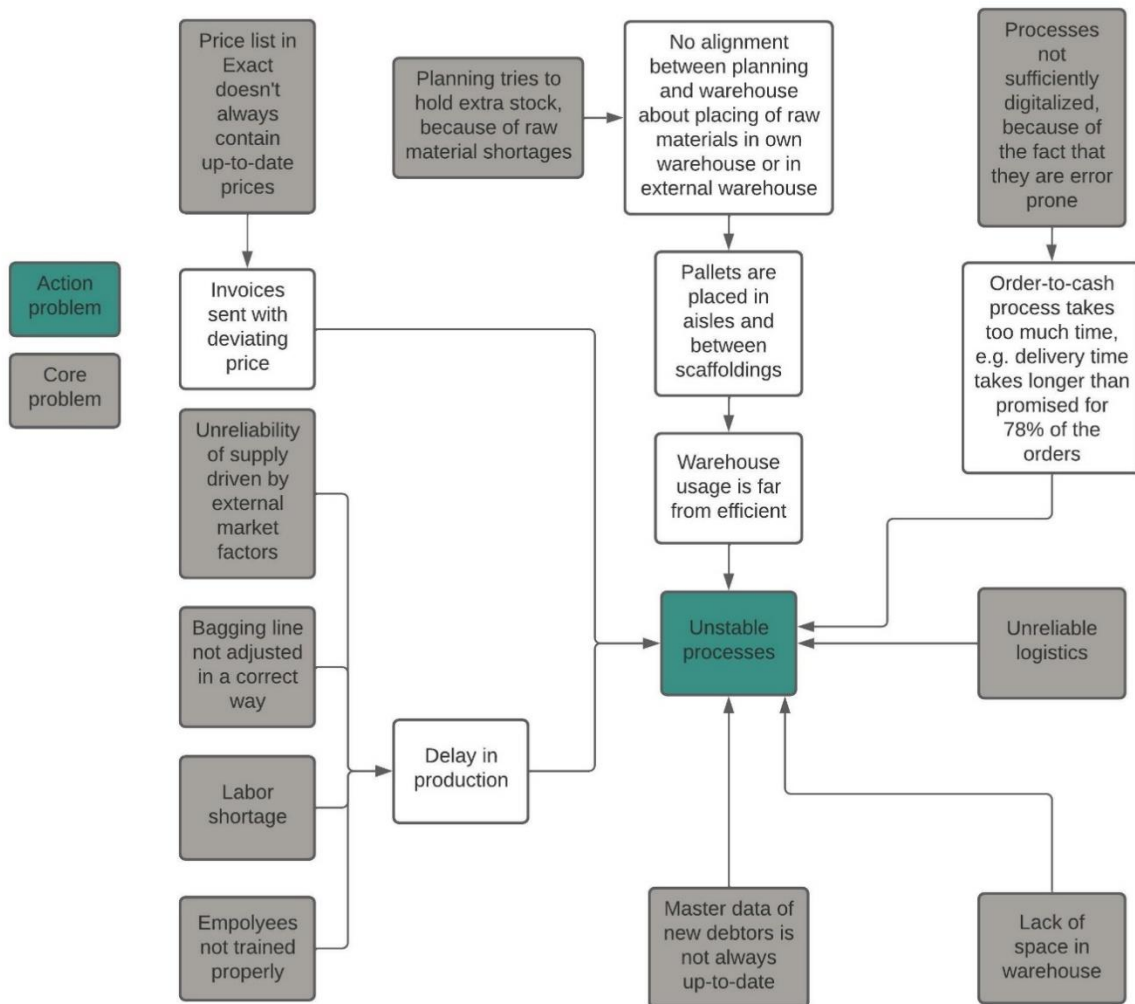 Price list in
Exact
doesn't
always
contain
up-to-date
prices
Planning tries to
hold extra stock,
because of raw
material shortages
No alignment
between planning
and warehouse
about placing of raw
materials in own
warehouse or in
external warehouse
Processes
not
sufficiently
digitalized,
because of
the fact that
they are error
prone
Action
problem
Core
problem
Invoices
sent with
deviating
price
Pallets are
placed in
aisles and
between
scaffoldings
Order-to-cash
process takes
too much time,
e.g. delivery time
takes longer than
promised for
78% of the
orders
Unreliability
of supply
driven by
external
market
factors
Warehouse
usage is far
from efficient
Bagging line
not adjusted
in a correct
way
Unstable
processes
Unreliable
logistics
Delay in
production
Labor
shortage
Empolyees
not trained
properly
Master data of
new debtors is
not always
up-to-date
Lack of
space in
warehouse